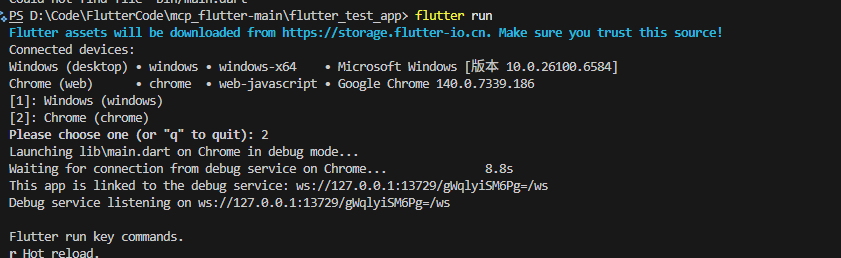 Could not find file "bin/main.dart"
PS D:\Code\FlutterCode\mcp_flutter-main\flutter_test_app> flutter run
Flutter assets will be downloaded from https://storage.flutter-io.cn. Make sure you trust this source!
Connected devices:
Windows (desktop) • windows • windows-x64    • Microsoft Windows [版本 10.0.26100.6584]
Chrome (web)      • chrome  • web-javascript • Google Chrome 140.0.7339.186
[1]: Windows (windows)
[2]: Chrome (chrome)
Please choose one (or "q" to quit): 2
Launching lib\main.dart on Chrome in debug mode...
Waiting for connection from debug service on Chrome...              8.8s
This app is linked to the debug service: ws://127.0.0.1:13729/gWqlyiSM6Pg=/ws
Debug service listening on ws://127.0.0.1:13729/gWqlyiSM6Pg=/ws
Flutter run key commands.
r Hot reload.